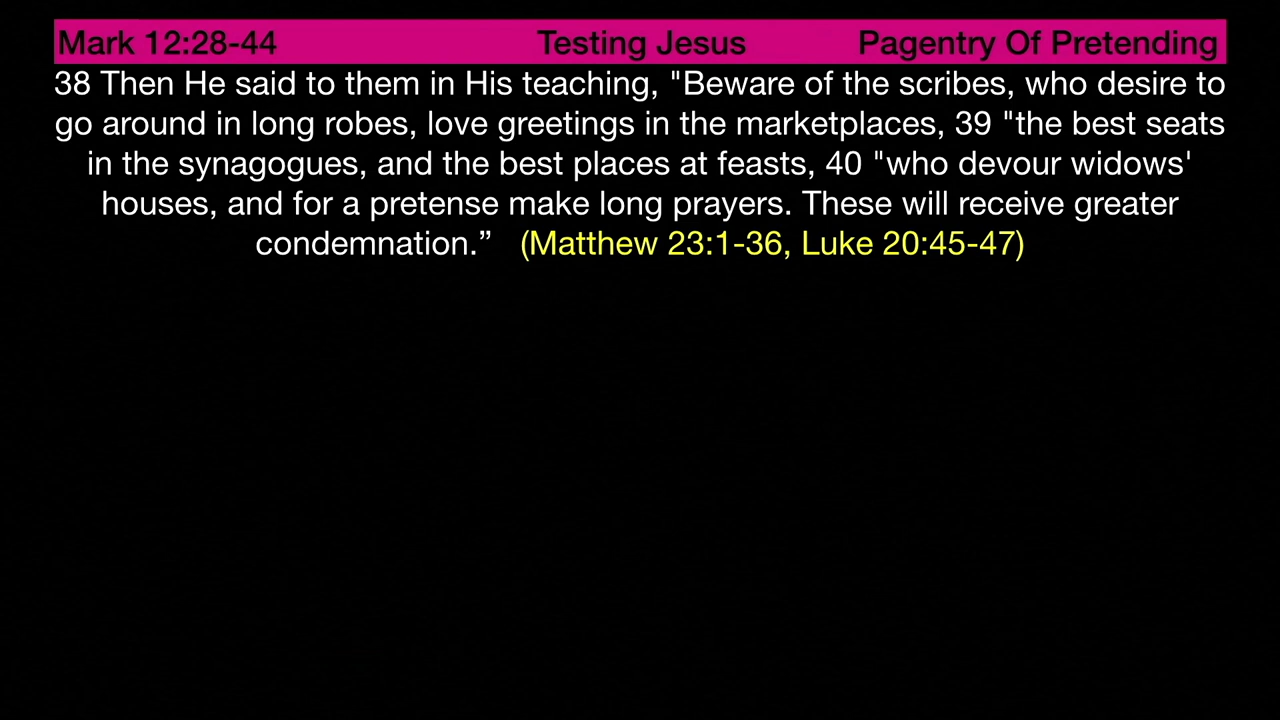 Mark 12:28-44 Testing Jesus Pagentry Of Pretending
38 Then He said to them in His teaching, "Beware of the scribes, who desire to
go around in long robes, love greetings in the marketplaces, 39 "the best seats
in the synagogues, and the best places at feasts, 40 "who devour widows'
houses, and for a pretense make long prayers. These will receive greater
condemnation.” (Matthew 23:1-36, Luke 20:45-47)